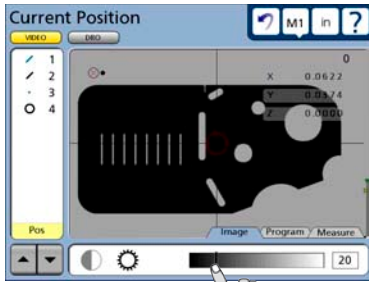 Current Position
M1 in ?
VIDEO DRO
1
2
3
4
0
X 0.0622
Y 0.0374
Z 0.0000
Pos
Image Program Measure
20